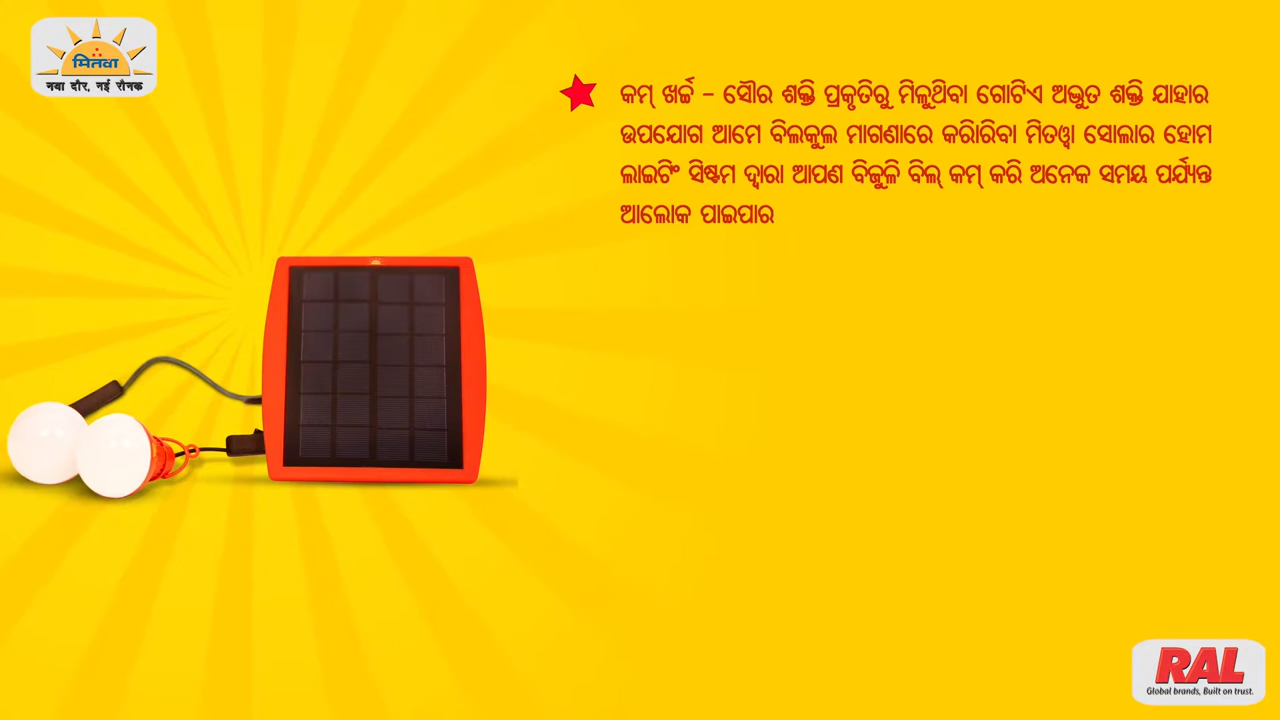 मितवा
नया दौर, नई रौनक
କମ୍ ଖର୍ଚ୍ଚ – ସୌର ଶକ୍ତି ପ୍ରକୃତିରୁ ମିଳୁଥିବା ଗୋଟିଏ ଅଦ୍ଭୁତ ଶକ୍ତି ଯାହାର
ଉପଯୋଗ ଆମେ ବିଲକୁଲ ମାଗଣାରେ କରିାରିବା ମିତଓ୍ୱା ସୋଲାର ହୋମ
ଲାଇଟିଂ ସିଷ୍ଟମ ଦ୍ୱାରା ଆପଣ ବିଜୁଳି ବିଲ୍ କମ୍ କରି ଅନେକ ସମୟ ପର୍ଯ୍ୟନ୍ତ
ଆଲୋକ ପାଇପାର
RAL
Global brands, Built on trust.